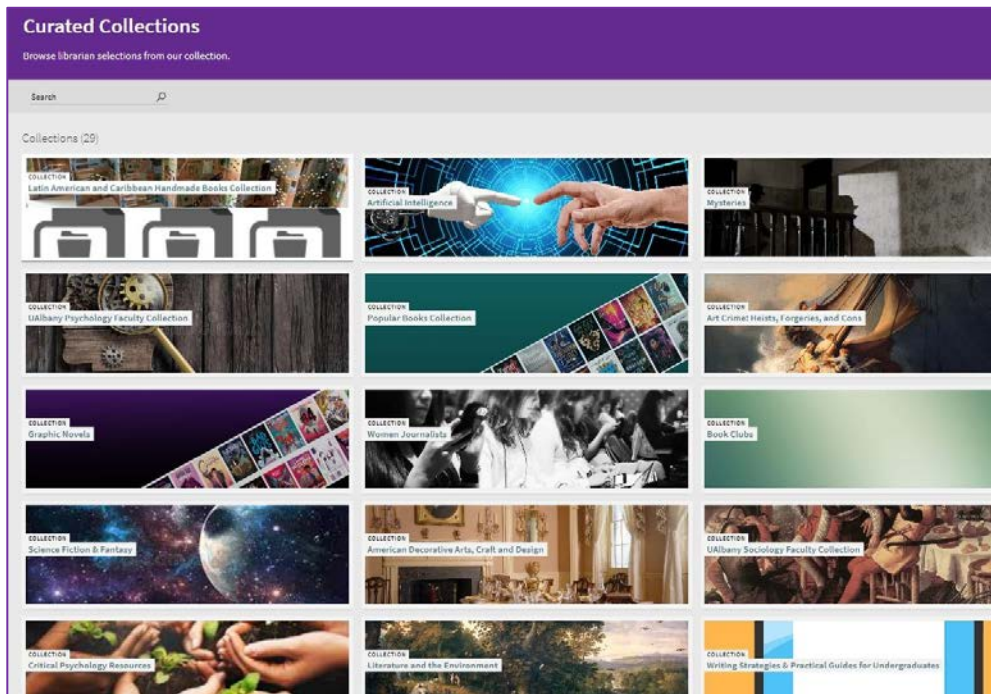 Curated Collections
Browse librarian selections from our collection.
Search
Collections (29)
COLLECTION
Latin American and Caribbean Handmade Books Collection
COLLECTION
Artificial Intelligence
COLLECTION
Mysteries
COLLECTION
UAlbany Psychology Faculty Collection
COLLECTION
Popular Books Collection
COLLECTION
Art Crime: Heists, Forgeries, and Cons
COLLECTION
Graphic Novels
COLLECTION
Women Journalists
COLLECTION
Book Clubs
COLLECTION
Science Fiction & Fantasy
COLLECTION
American Decorative Arts, Craft and Design
COLLECTION
UAlbany Sociology Faculty Collection
COLLECTION
Critical Psychology Resources
COLLECTION
Literature and the Environment
COLLECTION
Writing Strategies & Practical Guides for Undergraduates